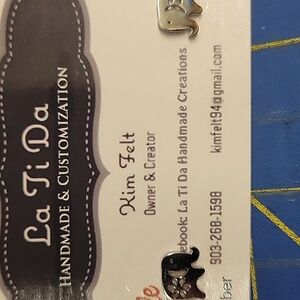 La Ti Da
HANDMADE & CUSTOMIZATION
Kim Felt
Owner & Creator
ebook: La Ti Da Handmade Creations
503-268-1598 kimfelt94@gmail.com